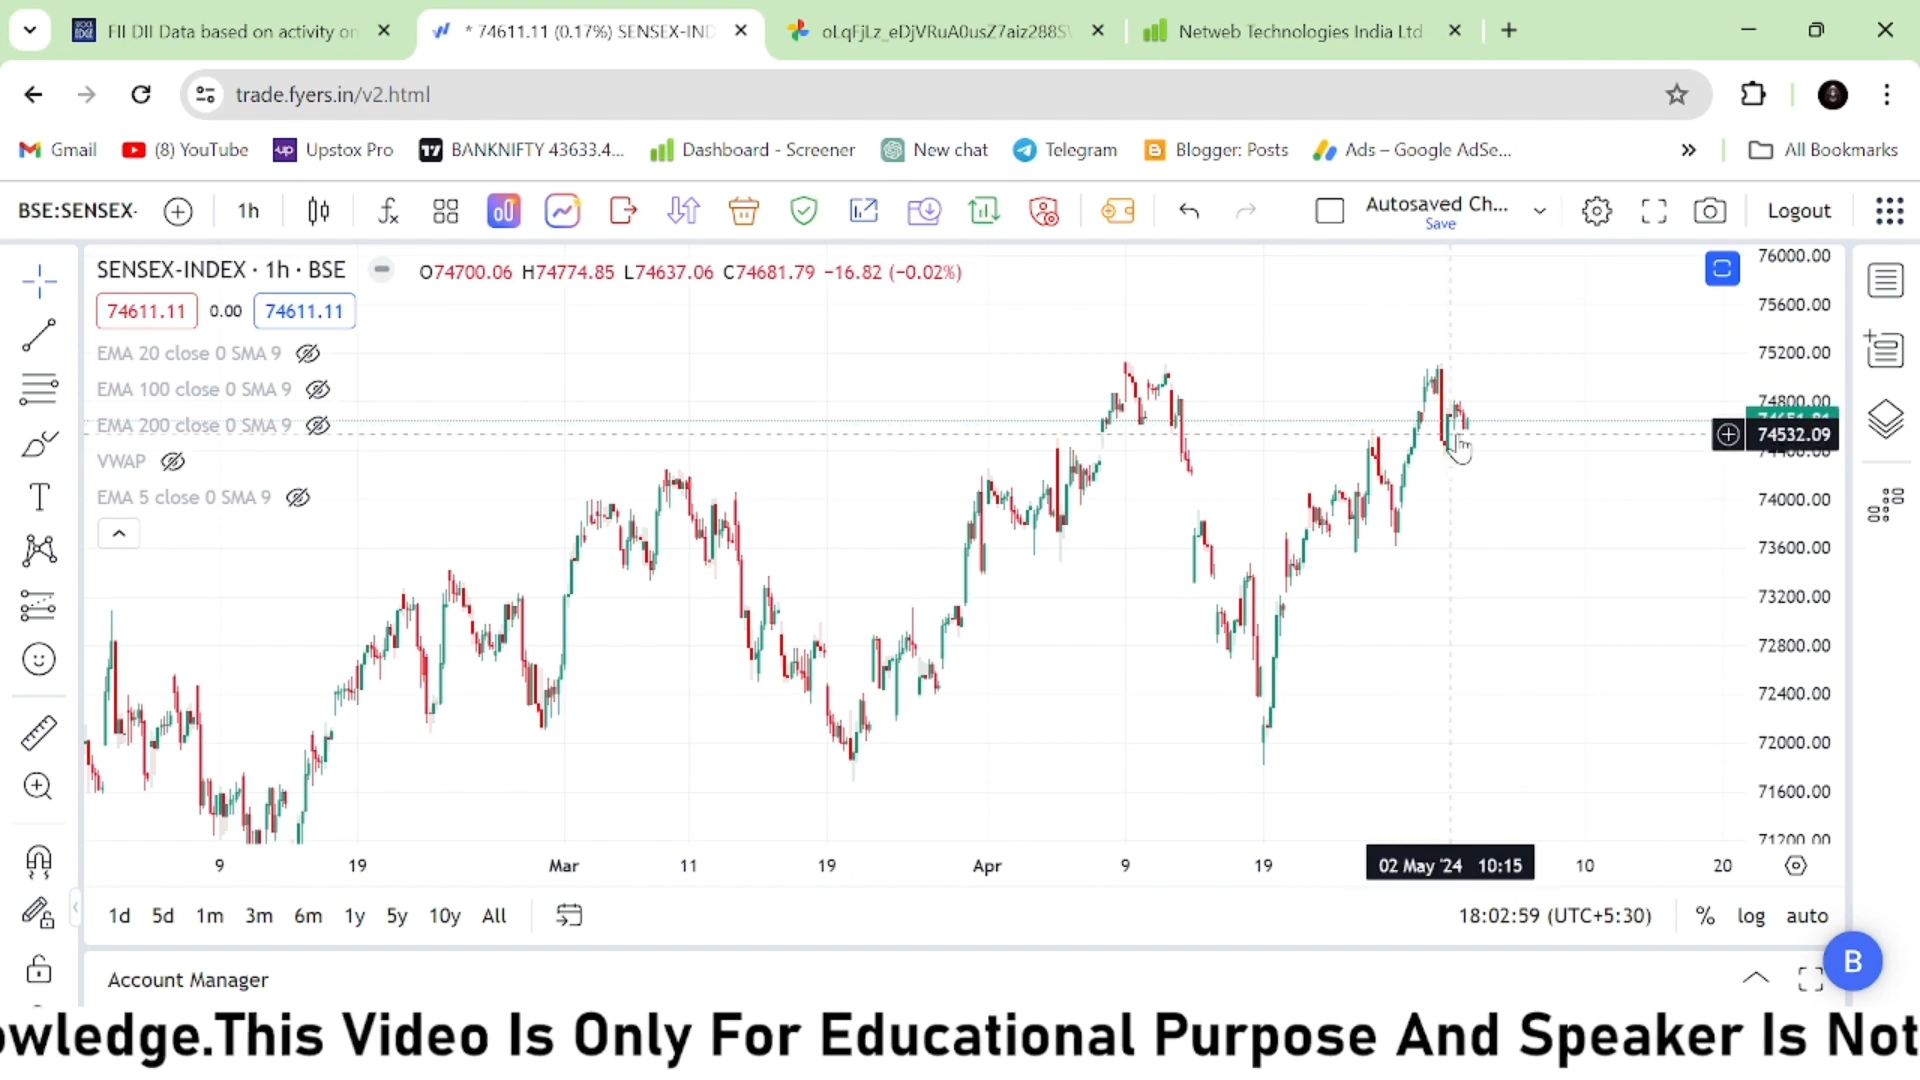 FII DII Data based on activity on
* 74611.11 (0.17%) SENSEX-IND
Netweb Technologies India Ltd
trade.fyers.in/v2.html
Gmail
(8) YouTube
up
Upstox Pro
17
BANKNIFTY 43633.4...
Dashboard - Screener
New chat
Telegram
Blogger: Posts
Ads – Google AdSe...
All Bookmarks
BSE:SENSEX-
1h
Autosaved Ch...
Save
Logout
SENSEX-INDEX · 1h · BSE
O74700.06 H74774.85 L74637.06 C74681.79 −16.82 (−0.02%)
74611.11
0.00
74611.11
EMA 20 close 0 SMA 9
EMA 100 close 0 SMA 9
EMA 200 close 0 SMA 9
VWAP
EMA 5 close 0 SMA 9
76000.00
75600.00
75200.00
74800.00
74532.09
74000.00
73600.00
73200.00
72800.00
72400.00
72000.00
71600.00
71200.00
9
19
Mar
11
19
Apr
9
19
02 May '24 10:15
10
20
1d 5d 1m 3m 6m 1y 5y 10y All
18:02:59 (UTC+5:30)
% log auto
Account Manager
B
owledge.This Video Is Only For Educational Purpose And Speaker Is Not